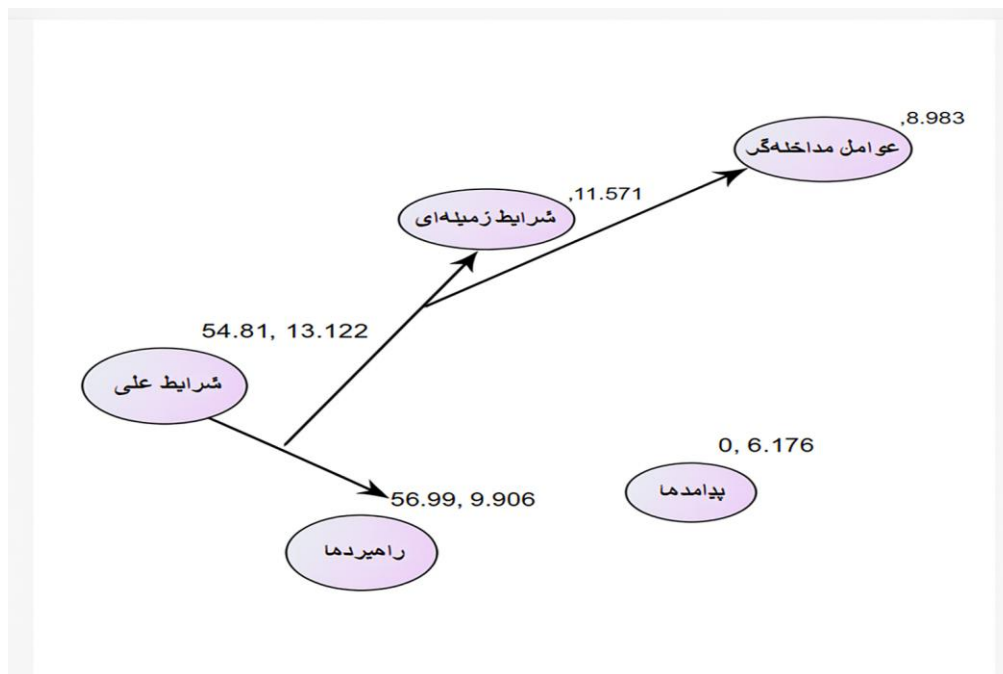 ,8.983
عوامل مداخله‌گر
,11.571
شرایط زمینه‌ای
54.81, 13.122
شرایط علی
0, 6.176
پیامدها
56.99, 9.906
راهبردها